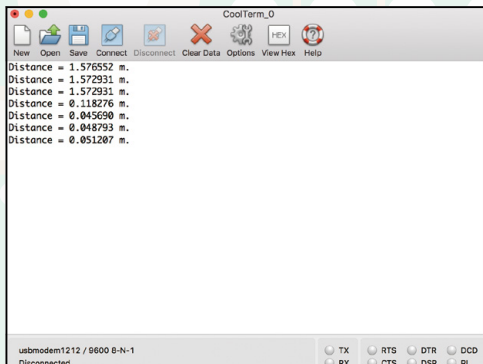 CoolTerm_0
New Open Save Connect Disconnect Clear Data Options View Hex Help
HEX
Distance = 1.576552 m.
Distance = 1.572931 m.
Distance = 1.572931 m.
Distance = 0.118276 m.
Distance = 0.045690 m.
Distance = 0.048793 m.
Distance = 0.051207 m.
usbmodem1212 / 9600 8-N-1
TX RTS DTR DCD
Disconnected
RX CTS DSR RI